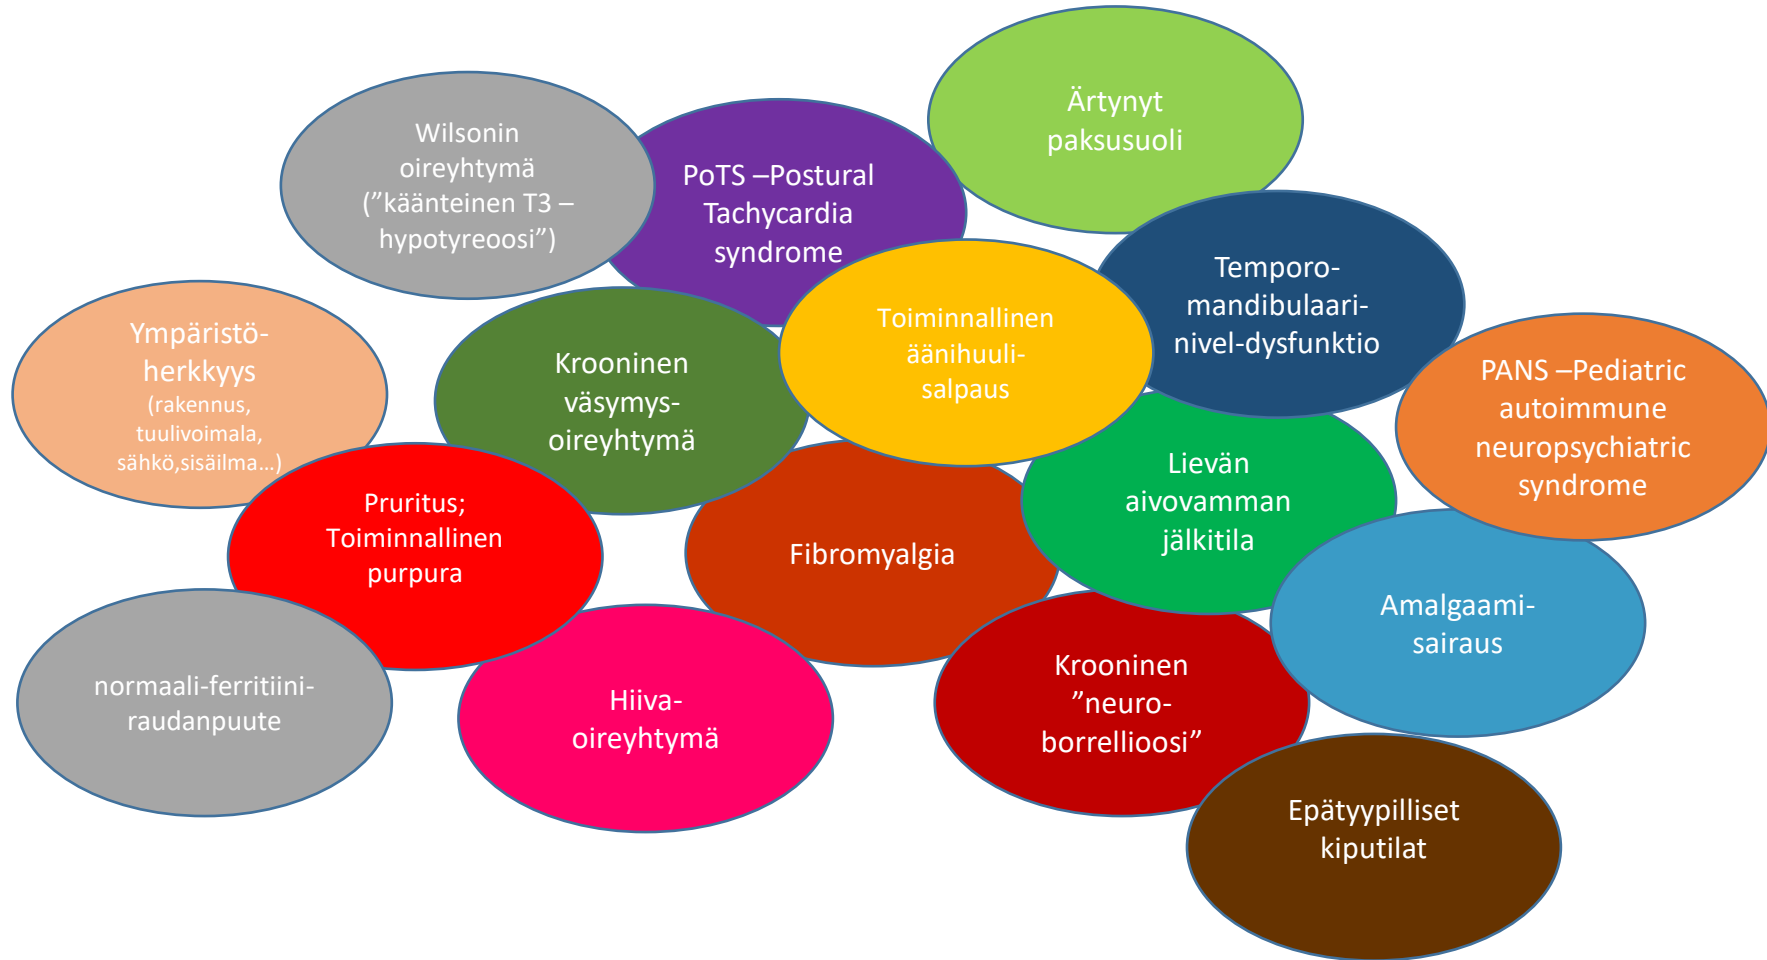 Ärtynyt
paksusuoli
Wilsonin
oireyhtymä
(”käänteinen T3 –
hypotyreoosi”)
PoTS –Postural
Tachycardia
syndrome
Temporo-
mandibulaari-
nivel-dysfunktio
Toiminnallinen
äänihuuli-
salpaus
Ympäristö-
herkkyys
(rakennus,
tuulivoimala,
sähkö,sisäilma…)
Krooninen
väsymys-
oireyhtymä
PANS –Pediatric
autoimmune
neuropsychiatric
syndrome
Lievän
aivovamman
jälkitila
Pruritus;
Toiminnallinen
purpura
Fibromyalgia
Amalgaami-
sairaus
normaali-ferritiini-
raudanpuute
Hiiva-
oireyhtymä
Krooninen
”neuro-
borrellioosi”
Epätyypilliset
kiputilat